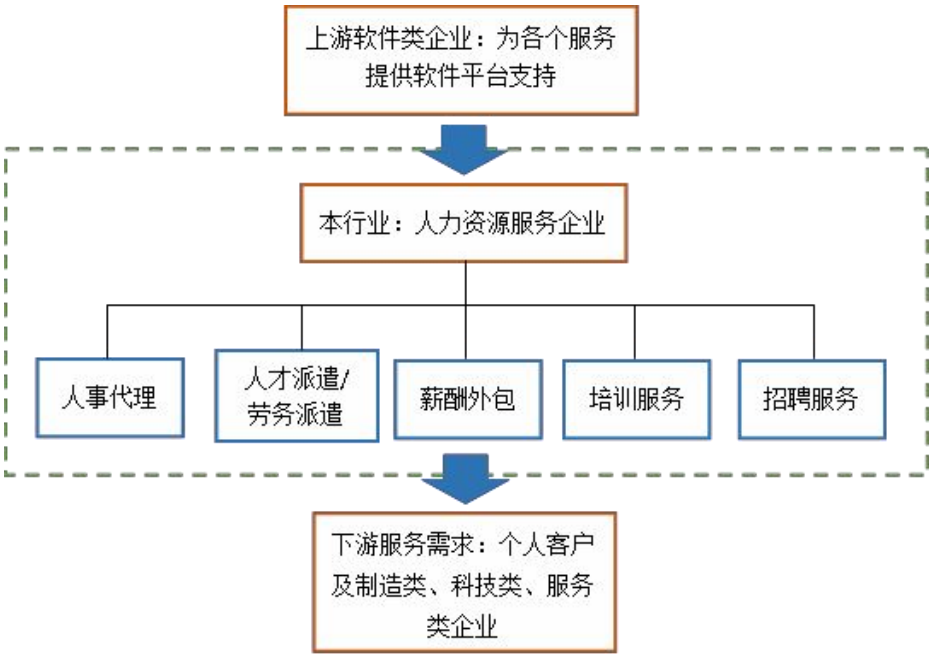 上游软件类企业：为各个服务
提供软件平台支持
本行业：人力资源服务企业
人事代理
人才派遣/
劳务派遣
薪酬外包
培训服务
招聘服务
下游服务需求：个人客户
及制造类、科技类、服务
类企业